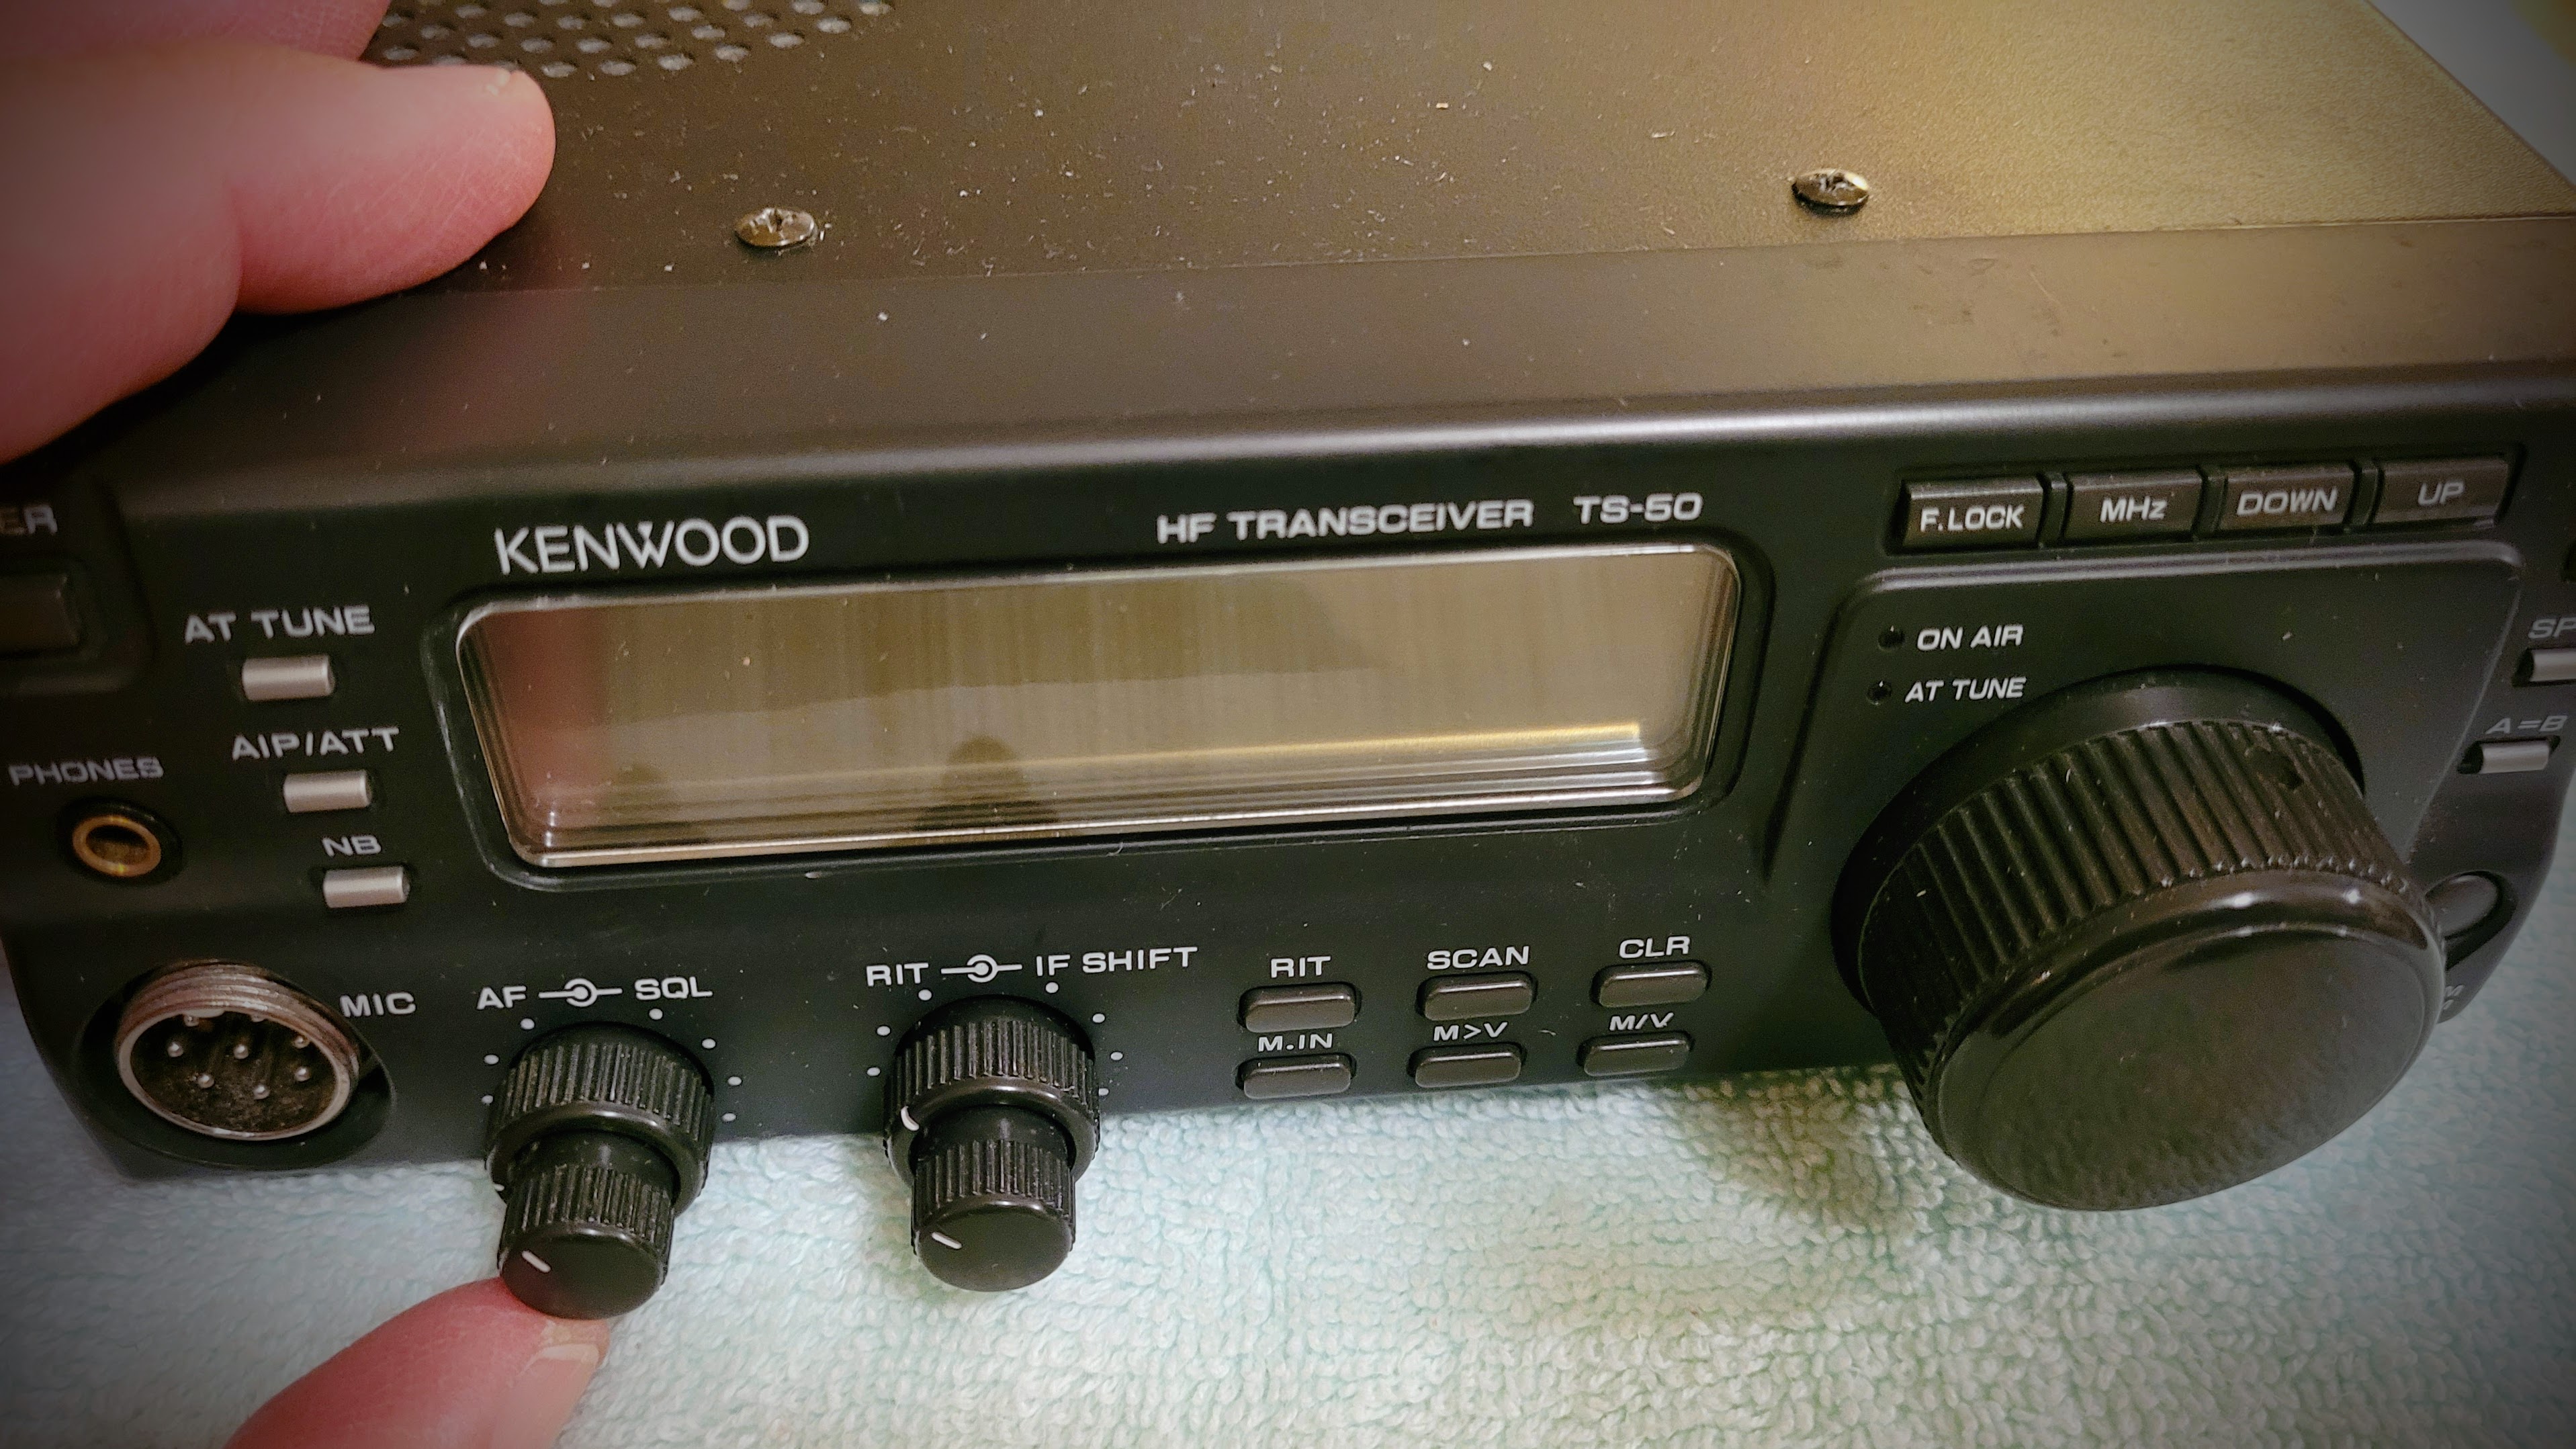 KENWOOD
HF TRANSCEIVER TS-50
F.LOCK
MHz
DOWN
UP
AT TUNE
ON AIR
AT TUNE
AIP/ATT
PHONES
NB
A=B
MIC
AF
SQL
RIT
IF SHIFT
RIT
SCAN
CLR
M.IN
M>V
M/V